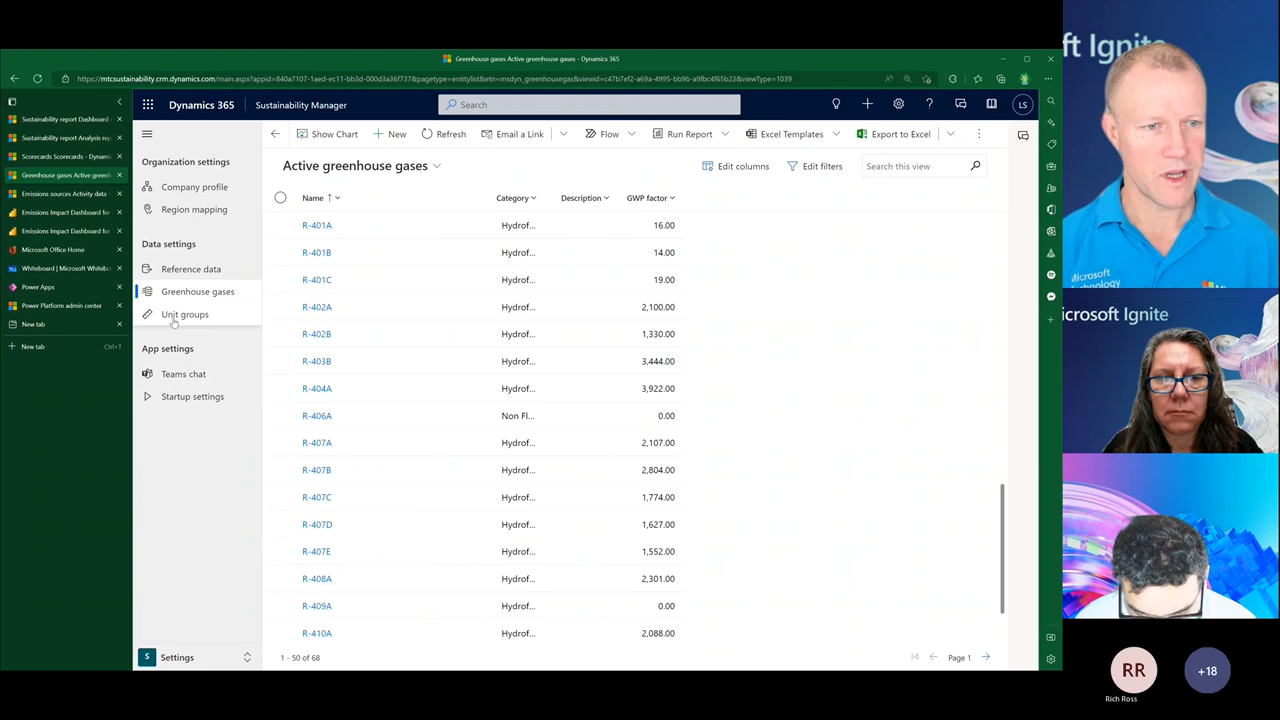 Greenhouse gases Active greenhouse gases - Dynamics 365
https://mtcsustainability.crm.dynamics.com/main.aspx?appid=840a7107-1aed-ec11-bb3d-000d3a36f737&pagetype=entitylist&etn=msdyn_greenhousegas&viewid=c47b7ef2-a69a-4995-bb9b-a9fbc4f65b23&viewType=1039
Sustainability report Dashboard
Sustainability report Analysis rep
Scorecards Scorecards - Dynami
Greenhouse gases Active green
Emissions sources Activity data
Emissions Impact Dashboard for
Emissions Impact Dashboard for
Microsoft Office Home
Whiteboard | Microsoft Whitebo
Power Apps
Power Platform admin center
New tab
New tab Ctrl+T
Dynamics 365 Sustainability Manager Search LS
Show Chart New Refresh Email a Link Flow Run Report Excel Templates Export to Excel
Organization settings
Company profile
Region mapping
Data settings
Reference data
Greenhouse gases
Unit groups
App settings
Teams chat
Startup settings
S Settings
Active greenhouse gases Edit columns Edit filters Search this view
Name Category Description GWP factor
R-401A Hydrof... 16.00
R-401B Hydrof... 14.00
R-401C Hydrof... 19.00
R-402A Hydrof... 2,100.00
R-402B Hydrof... 1,330.00
R-403B Hydrof... 3,444.00
R-404A Hydrof... 3,922.00
R-406A Non Fl... 0.00
R-407A Hydrof... 2,107.00
R-407B Hydrof... 2,804.00
R-407C Hydrof... 1,774.00
R-407D Hydrof... 1,627.00
R-407E Hydrof... 1,552.00
R-408A Hydrof... 2,301.00
R-409A Hydrof... 0.00
R-410A Hydrof... 2,088.00
1 - 50 of 68 Page 1
ft Ignite
Microsoft
Technology
icrosoft Ignite
RR
+18
Rich Ross